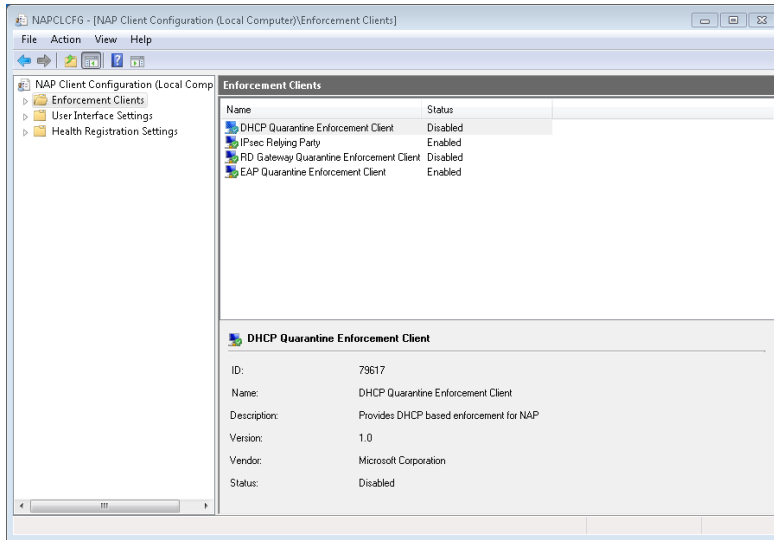 NAPCLCFG - [NAP Client Configuration (Local Computer)\Enforcement Clients]
File Action View Help
NAP Client Configuration (Local Comp
Enforcement Clients
User Interface Settings
Health Registration Settings
Enforcement Clients
Name Status
DHCP Quarantine Enforcement Client Disabled
IPsec Relying Party Enabled
RD Gateway Quarantine Enforcement Client Disabled
EAP Quarantine Enforcement Client Enabled
DHCP Quarantine Enforcement Client
ID: 79617
Name: DHCP Quarantine Enforcement Client
Description: Provides DHCP based enforcement for NAP
Version: 1.0
Vendor: Microsoft Corporation
Status: Disabled